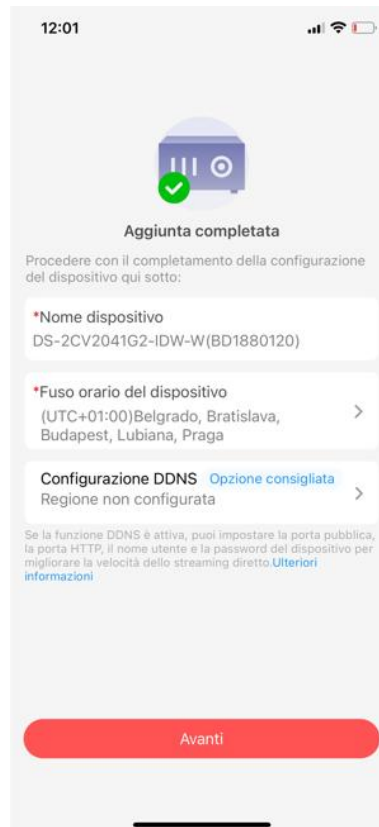 12:01
Aggiunta completata
Procedere con il completamento della configurazione
del dispositivo qui sotto:
*Nome dispositivo
DS-2CV2041G2-IDW-W(BD1880120)
*Fuso orario del dispositivo
(UTC+01:00)Belgrado, Bratislava,
Budapest, Lubiana, Praga
Configurazione DDNS Opzione consigliata
Regione non configurata
Se la funzione DDNS è attiva, puoi impostare la porta pubblica,
la porta HTTP, il nome utente e la password del dispositivo per
migliorare la velocità dello streaming diretto.Ulteriori
informazioni
Avanti